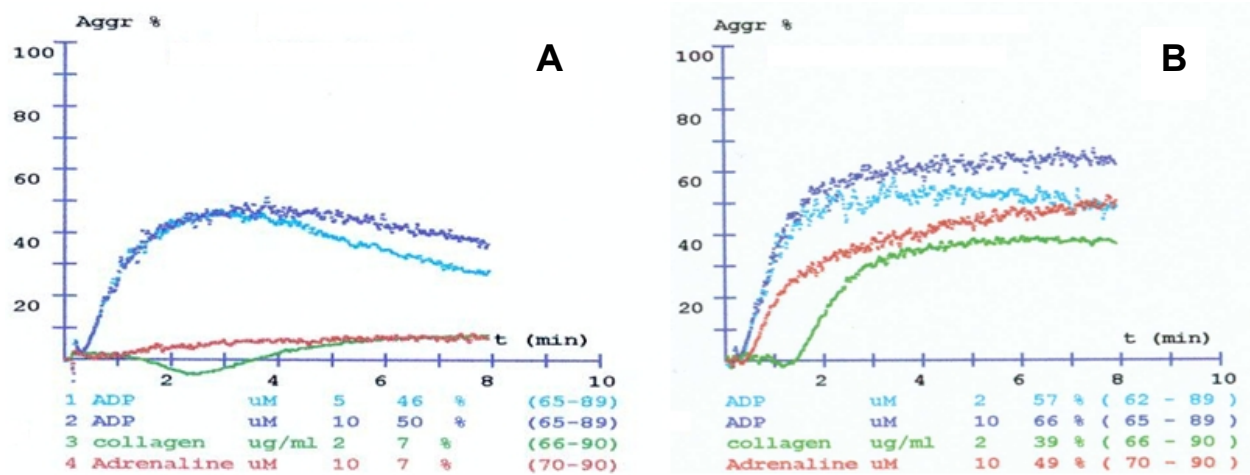 Aggr %
A
100
80
60
40
20
t (min)
2 4 6 8 10
1 ADP uM 5 46 % (65-89)
2 ADP uM 10 50 % (65-89)
3 collagen ug/ml 2 7 % (66-90)
4 Adrenaline uM 10 7 % (70-90)
Aggr %
B
100
80
60
40
20
t (min)
2 4 6 8 10
ADP uM 2 57 % ( 62 - 89 )
ADP uM 10 66 % ( 65 - 89 )
collagen ug/ml 2 39 % ( 66 - 90 )
Adrenaline uM 10 49 % ( 70 - 90 )